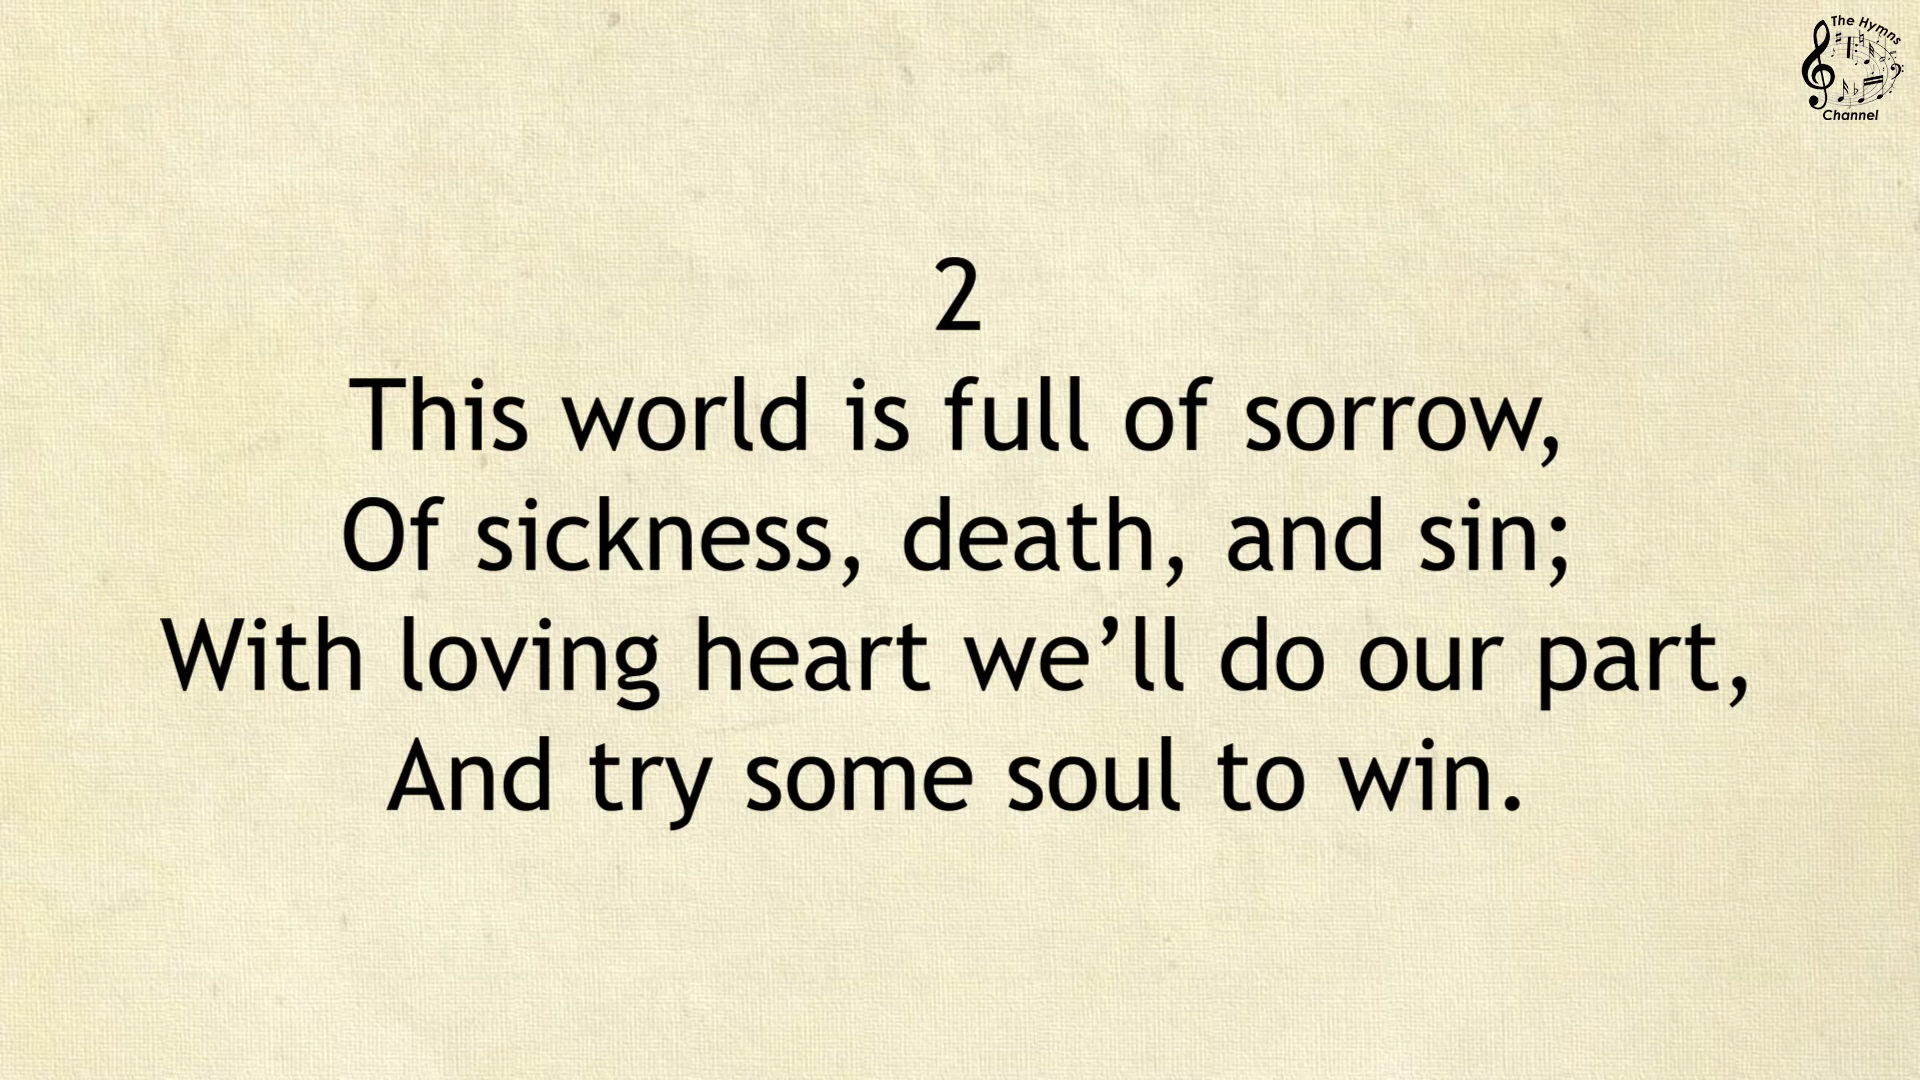 The Hymns
Channel
2
This world is full of sorrow,
Of sickness, death, and sin;
With loving heart we’ll do our part,
And try some soul to win.